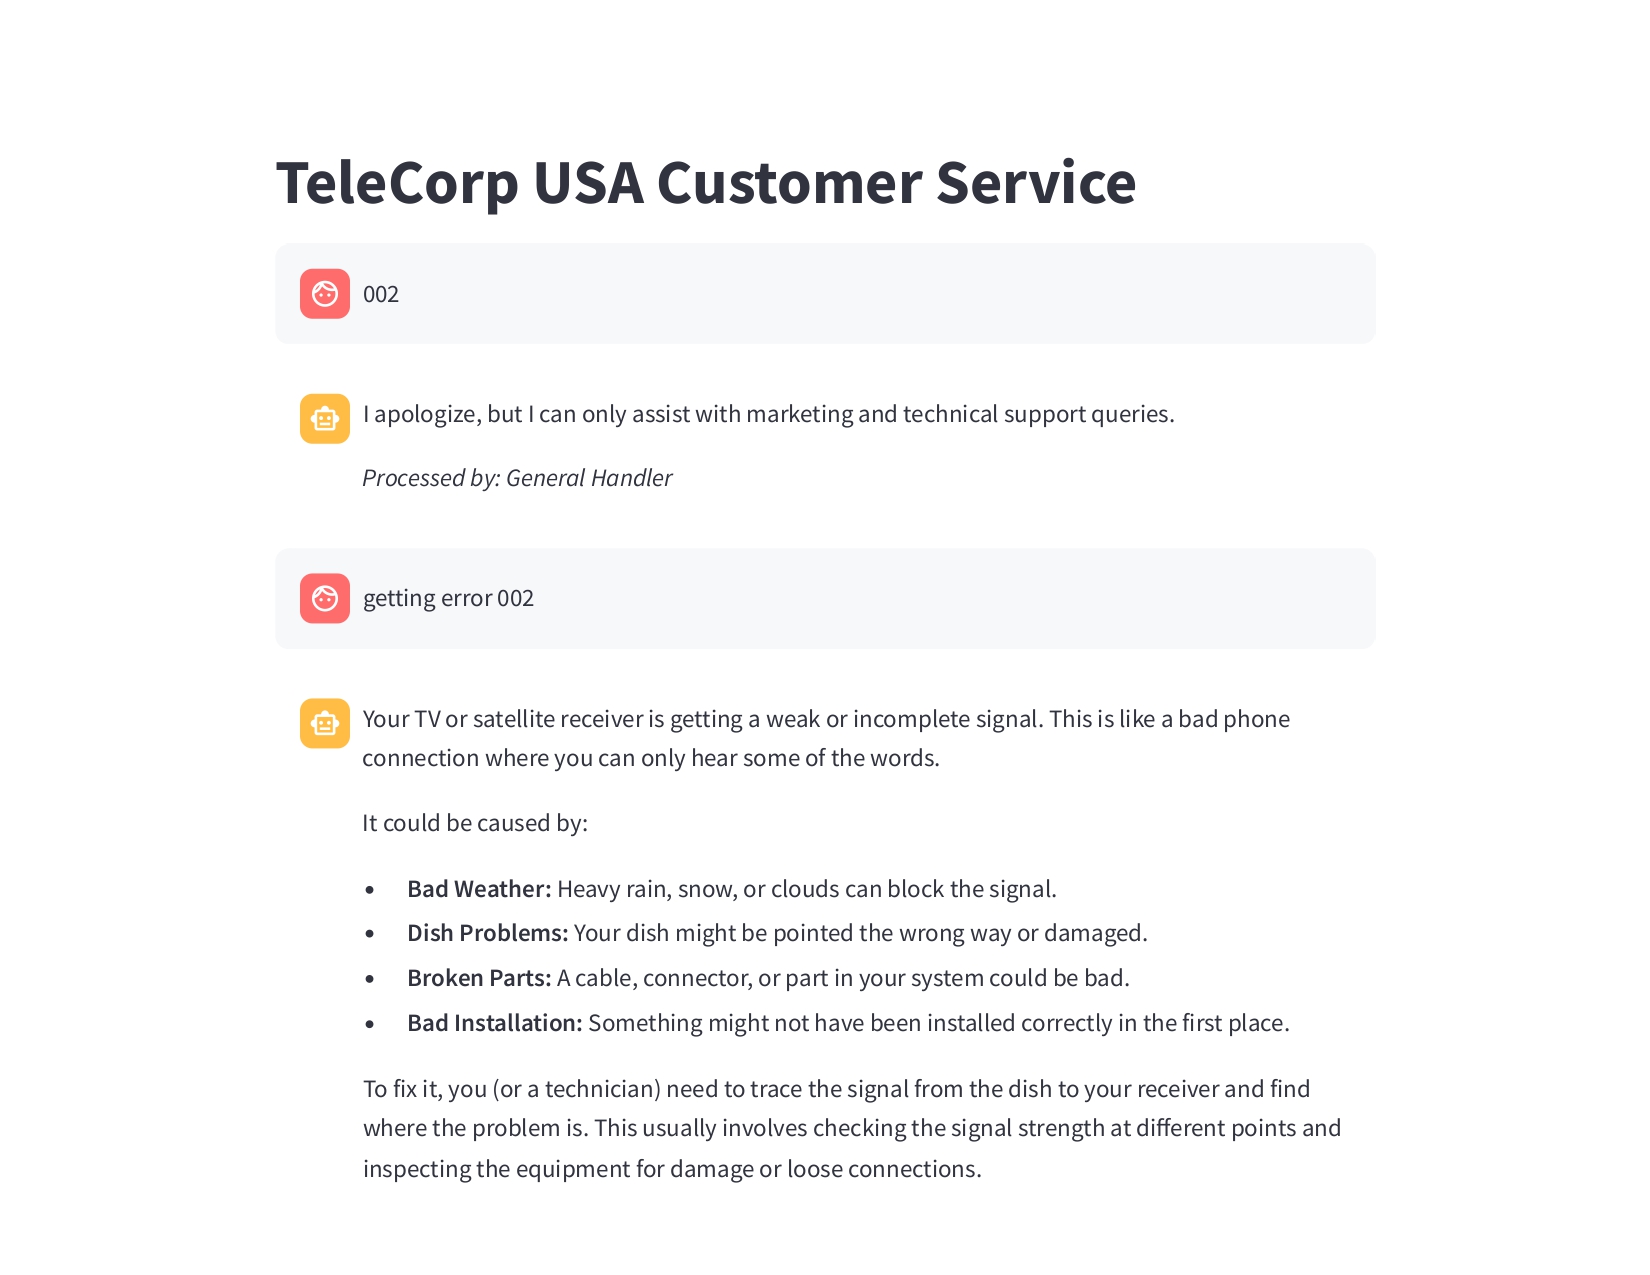 TeleCorp USA Customer Service
002
I apologize, but I can only assist with marketing and technical support queries.
Processed by: General Handler
getting error 002
Your TV or satellite receiver is getting a weak or incomplete signal. This is like a bad phone
connection where you can only hear some of the words.
It could be caused by:
• Bad Weather: Heavy rain, snow, or clouds can block the signal.
• Dish Problems: Your dish might be pointed the wrong way or damaged.
• Broken Parts: A cable, connector, or part in your system could be bad.
• Bad Installation: Something might not have been installed correctly in the first place.
To fix it, you (or a technician) need to trace the signal from the dish to your receiver and find
where the problem is. This usually involves checking the signal strength at different points and
inspecting the equipment for damage or loose connections.